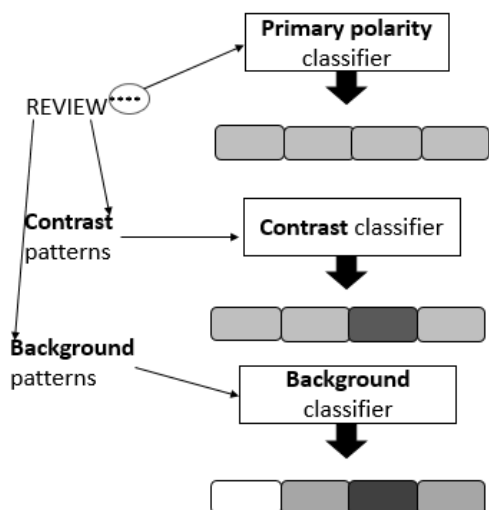 Primary polarity
classifier
REVIEW
Contrast
patterns
Contrast classifier
Background
patterns
Background
classifier